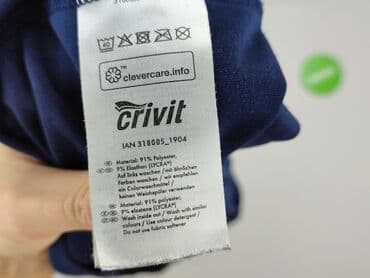 40
clevercare.info
crivit
IAN 318005_1904
Material: 91% Polyester,
9% Elasthan (LYCRA®)
Auf links waschen / mit ähnlichen
Farben waschen / wir empfehlen
ein Colorwaschmittel /
keinen Weichspüler verwenden
Material: 91% polyester,
9% elastane (LYCRA®)
Wash inside out / Wash with similar
colours / Use colour detergent /
Do not use fabric softener